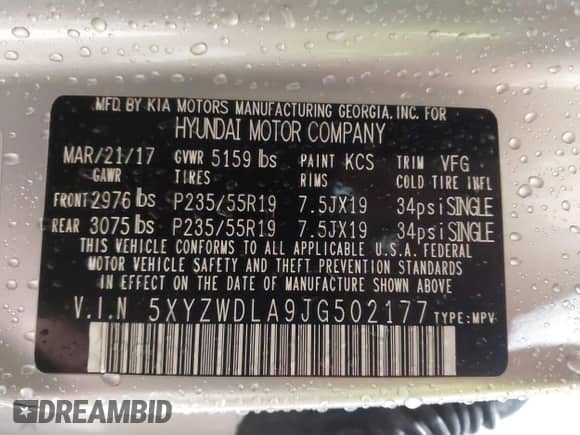 MFD. BY KIA MOTORS MANUFACTURING GEORGIA, INC. FOR
HYUNDAI MOTOR COMPANY
MAR/21/17 GVWR 5159 lbs PAINT KCS TRIM VFG
GAWR TIRES RIMS COLD TIRE INFL
FRONT 2976 lbs P235/55R19 7.5JX19 34psi SINGLE
REAR 3075 lbs P235/55R19 7.5JX19 34psi SINGLE
THIS VEHICLE CONFORMS TO ALL APPLICABLE U.S.A. FEDERAL
MOTOR VEHICLE SAFETY AND THEFT PREVENTION STANDARDS
IN EFFECT ON THE DATE OF MANUFACTURE SHOWN ABOVE.
V.I.N 5XYZWDLA9JG502177 TYPE: MPV
DREAMBID